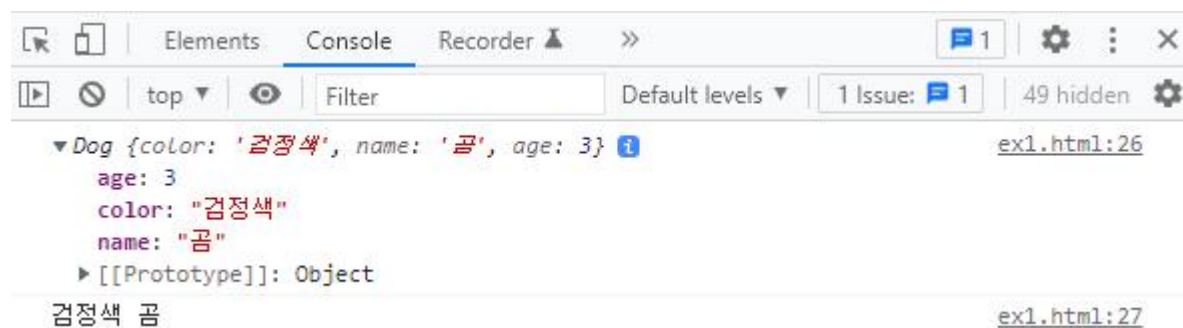 Elements Console Recorder » 1
top ▼ Filter Default levels ▼ 1 Issue: 1 49 hidden
▼Dog {color: '검정색', name: '곰', age: 3} i ex1.html:26
age: 3
color: "검정색"
name: "곰"
▶[[Prototype]]: Object
검정색 곰 ex1.html:27